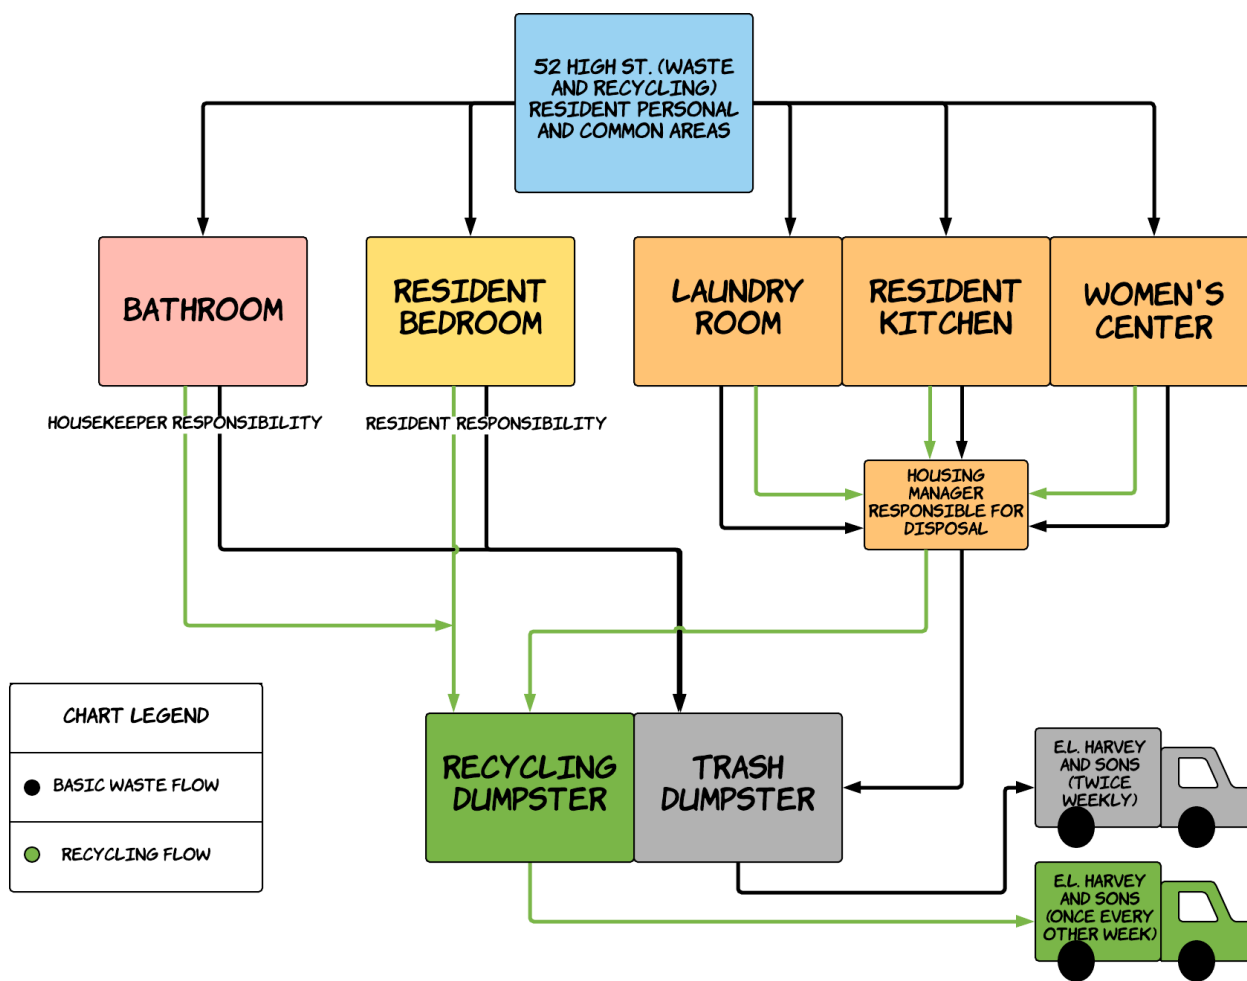 52 HIGH ST. (WASTE
AND RECYCLING)
RESIDENT PERSONAL
AND COMMON AREAS
BATHROOM
RESIDENT
BEDROOM
LAUNDRY
ROOM
RESIDENT
KITCHEN
WOMEN'S
CENTER
HOUSEKEEPER RESPONSIBILITY
RESIDENT RESPONSIBILITY
HOUSING
MANAGER
RESPONSIBLE FOR
DISPOSAL
CHART LEGEND
BASIC WASTE FLOW
RECYCLING FLOW
RECYCLING
DUMPSTER
TRASH
DUMPSTER
E.L. HARVEY
AND SONS
(TWICE
WEEKLY)
E.L. HARVEY
AND SONS
(ONCE EVERY
OTHER WEEK)